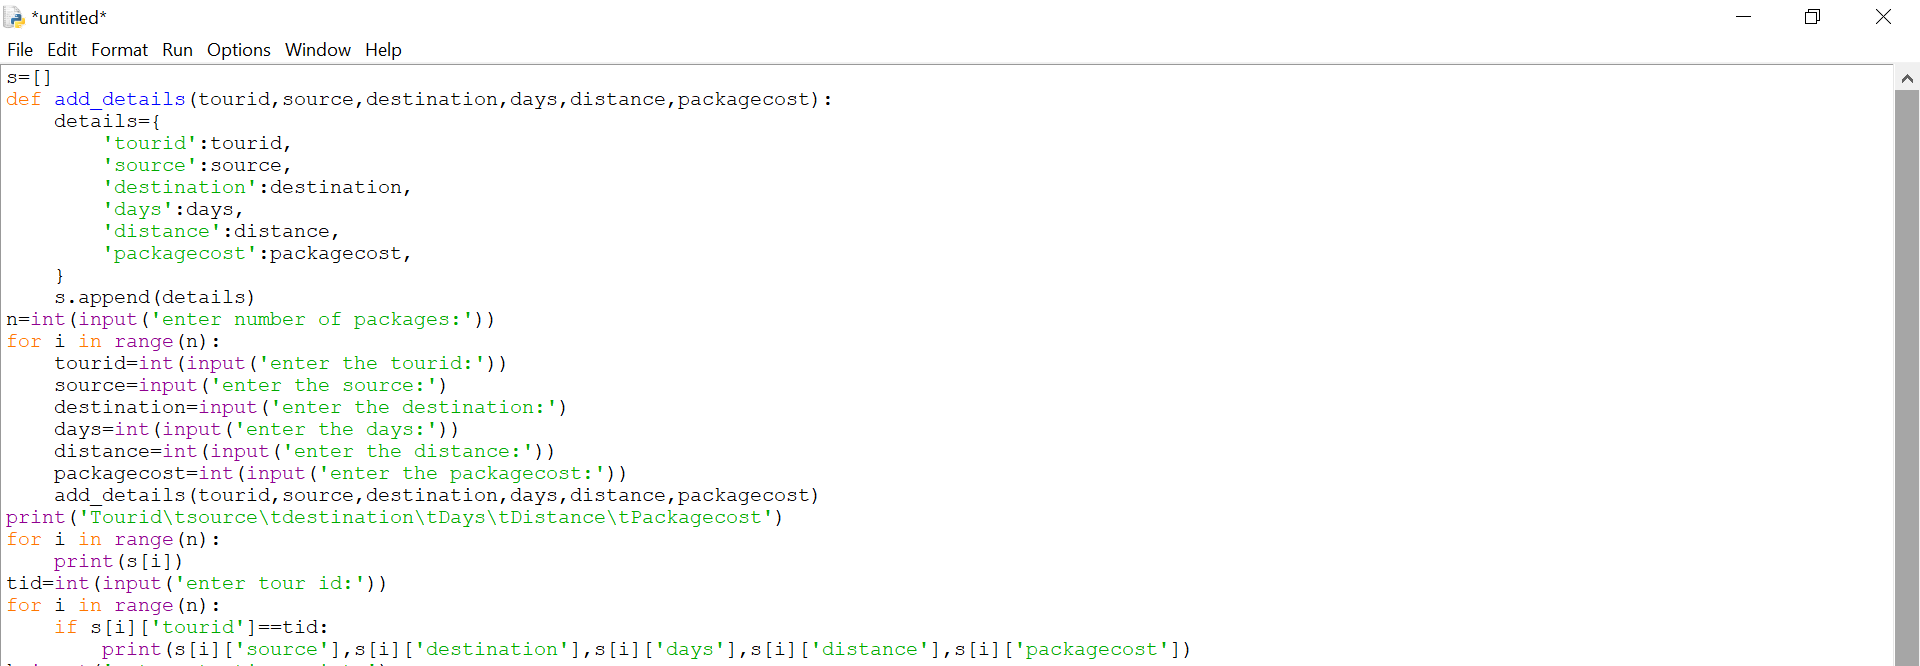 *untitled*
File Edit Format Run Options Window Help
s=[]
def add_details(tourid,source,destination,days,distance,packagecost):
    details={
        'tourid':tourid,
        'source':source,
        'destination':destination,
        'days':days,
        'distance':distance,
        'packagecost':packagecost,
    }
    s.append(details)
n=int(input('enter number of packages:'))
for i in range(n):
    tourid=int(input('enter the tourid:'))
    source=input('enter the source:')
    destination=input('enter the destination:')
    days=int(input('enter the days:'))
    distance=int(input('enter the distance:'))
    packagecost=int(input('enter the packagecost:'))
    add_details(tourid,source,destination,days,distance,packagecost)
print('Tourid\tsource\tdestination\tDays\tDistance\tPackagecost')
for i in range(n):
    print(s[i])
tid=int(input('enter tour id:'))
for i in range(n):
    if s[i]['tourid']==tid:
        print(s[i]['source'],s[i]['destination'],s[i]['days'],s[i]['distance'],s[i]['packagecost'])